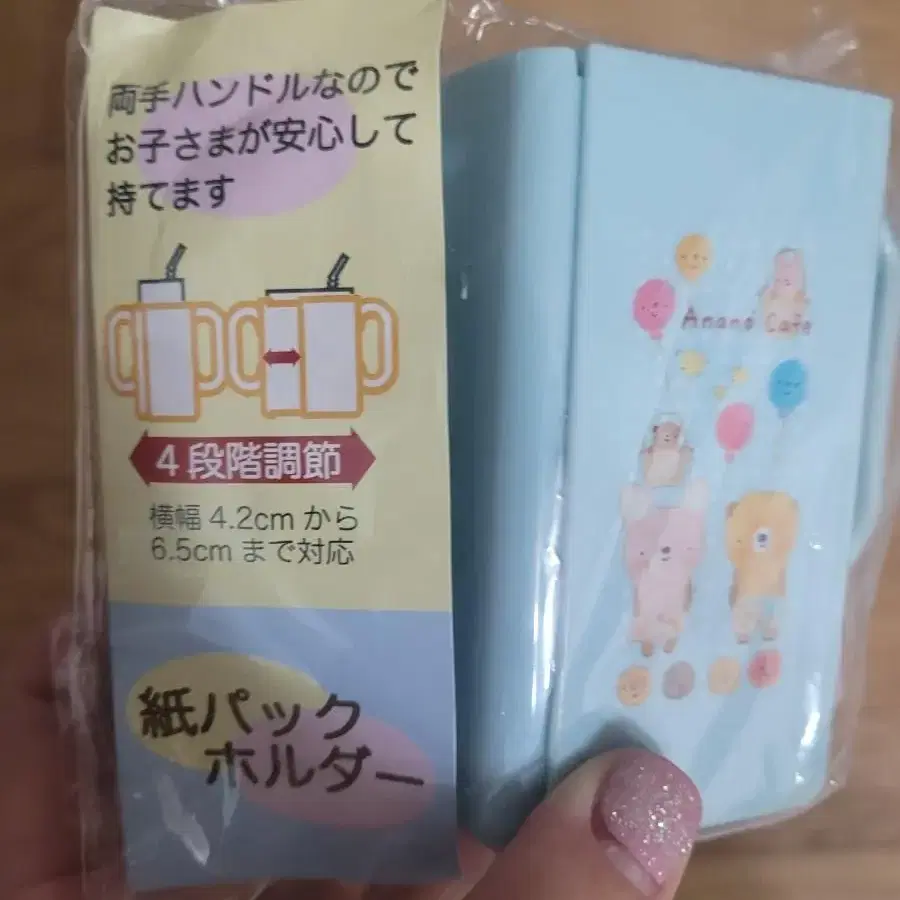 両手ハンドルなので
お子さまが安心して
持てます
4段階調節
横幅 4.2cm から
6.5cm まで対応
紙パック
ホルダー
Anano Cafe